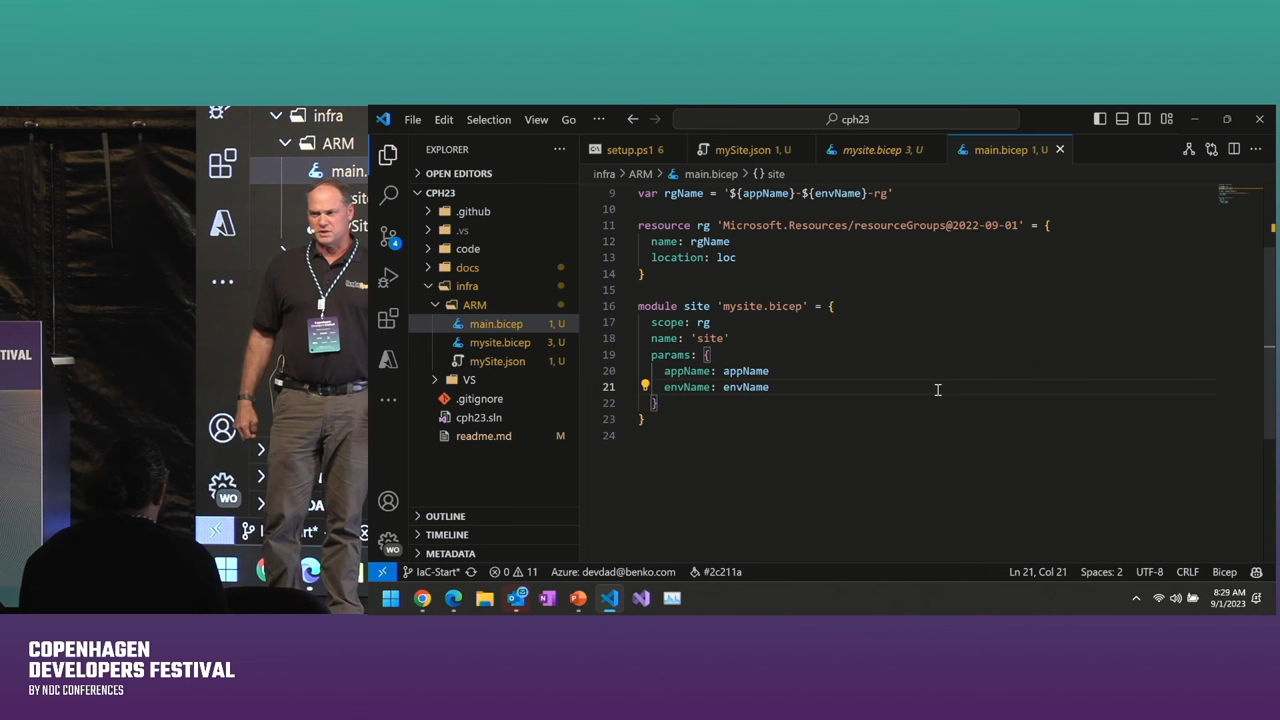 infra
ARM
main.
WO
TIVAL
File Edit Selection View Go
cph23
EXPLORER
setup.ps1 6
mySite.json 1, U
mysite.bicep 3, U
main.bicep 1, U
infra > ARM > main.bicep > {} site
OPEN EDITORS
CPH23
.github
.vs
code
docs
infra
ARM
main.bicep 1, U
mysite.bicep 3, U
mySite.json 1, U
VS
.gitignore
cph23.sln
readme.md M
OUTLINE
TIMELINE
METADATA
4
WO
9 var rgName = '${appName}-${envName}-rg'
10
11 resource rg 'Microsoft.Resources/resourceGroups@2022-09-01' = {
12 name: rgName
13 location: loc
14 }
15
16 module site 'mysite.bicep' = {
17 scope: rg
18 name: 'site'
19 params: {
20 appName: appName
21 envName: envName
22 }
23 }
24
IaC-Start* 0 11 Azure: devdad@benko.com #2c211a Ln 21, Col 21 Spaces: 2 UTF-8 CRLF Bicep
8:29 AM
9/1/2023
COPENHAGEN
DEVELOPERS FESTIVAL
BY NDC CONFERENCES